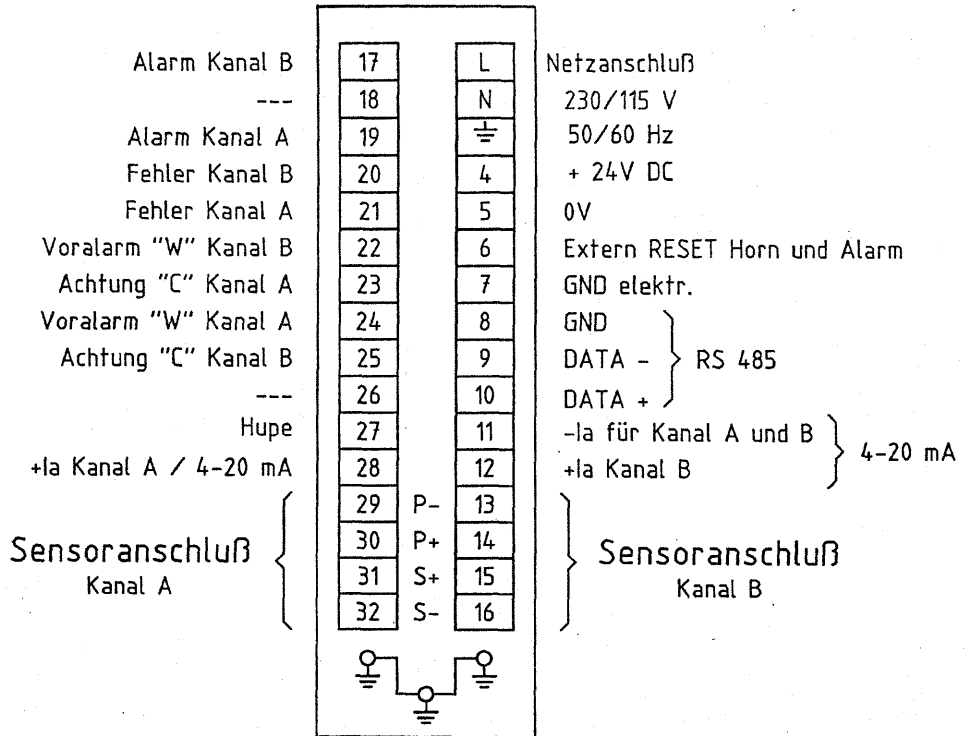 Alarm Kanal B 17 L Netzanschluß
--- 18 N 230/115 V
Alarm Kanal A 19 50/60 Hz
Fehler Kanal B 20 4 + 24V DC
Fehler Kanal A 21 5 0V
Voralarm "W" Kanal B 22 6 Extern RESET Horn und Alarm
Achtung "C" Kanal A 23 7 GND elektr.
Voralarm "W" Kanal A 24 8 GND
Achtung "C" Kanal B 25 9 DATA - RS 485
--- 26 10 DATA +
Hupe 27 11 -Ia für Kanal A und B
+Ia Kanal A / 4-20 mA 28 12 +Ia Kanal B 4-20 mA
29 P- 13
Sensoranschluß 30 P+ 14 Sensoranschluß
Kanal A 31 S+ 15 Kanal B
32 S- 16